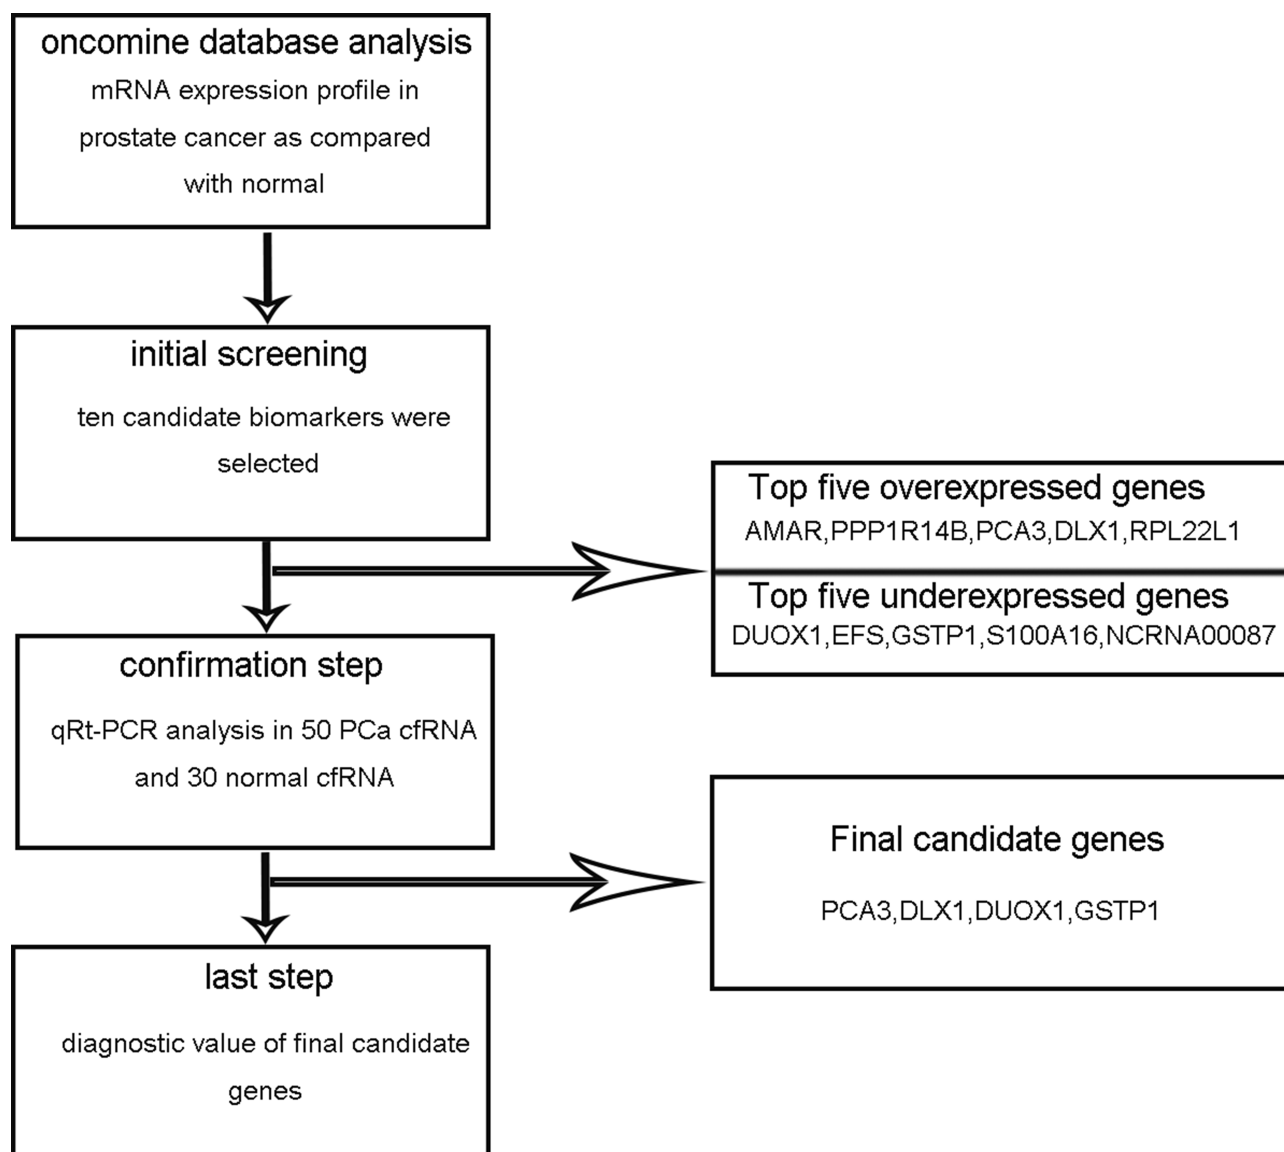 oncomine database analysis
mRNA expression profile in
prostate cancer as compared
with normal
initial screening
ten candidate biomarkers were
selected
Top five overexpressed genes
AMAR,PPP1R14B,PCA3,DLX1,RPL22L1
Top five underexpressed genes
DUOX1,EFS,GSTP1,S100A16,NCRNA00087
confirmation step
qRt-PCR analysis in 50 PCa cfRNA
and 30 normal cfRNA
Final candidate genes
PCA3,DLX1,DUOX1,GSTP1
last step
diagnostic value of final candidate
genes